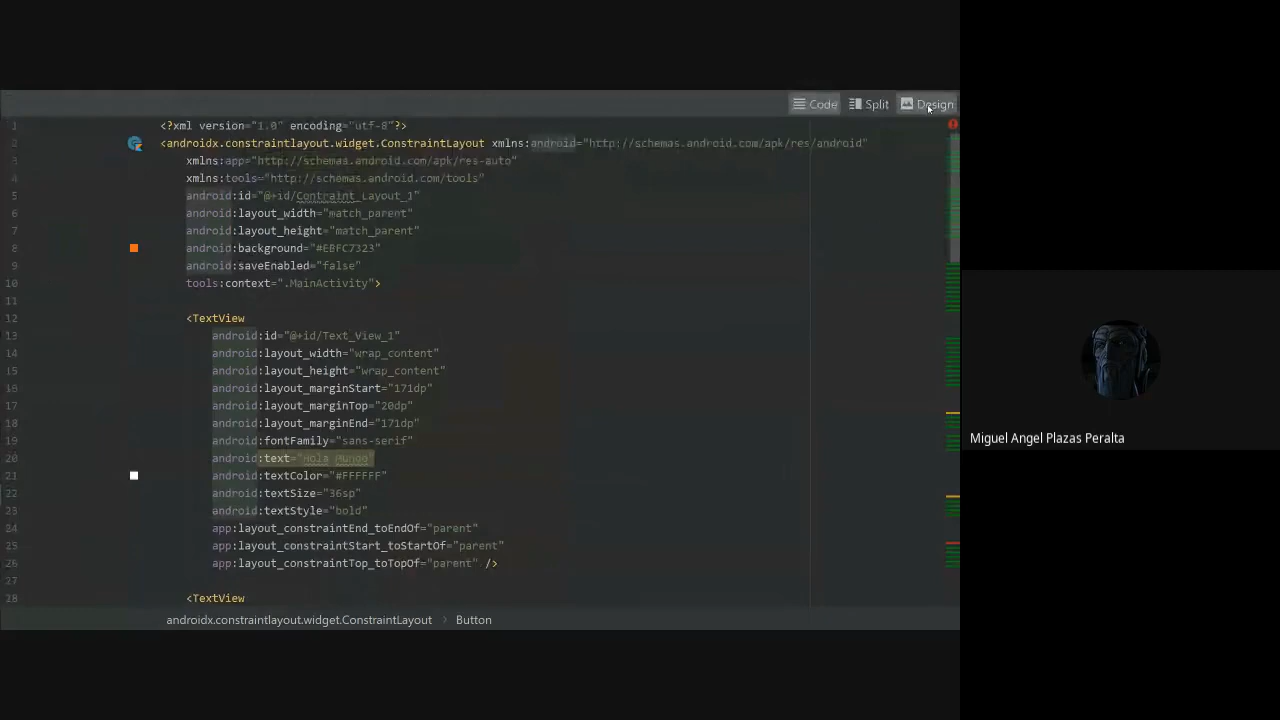 Code Split Design
1 <?xml version="1.0" encoding="utf-8"?>
2 <androidx.constraintlayout.widget.ConstraintLayout xmlns:android="http://schemas.android.com/apk/res/android"
3 xmlns:app="http://schemas.android.com/apk/res-auto"
4 xmlns:tools="http://schemas.android.com/tools"
5 android:id="@+id/Contraint_Layout_1"
6 android:layout_width="match_parent"
7 android:layout_height="match_parent"
8 android:background="#EBFC7323"
9 android:saveEnabled="false"
10 tools:context=".MainActivity">
11
12 <TextView
13 android:id="@+id/Text_View_1"
14 android:layout_width="wrap_content"
15 android:layout_height="wrap_content"
16 android:layout_marginStart="171dp"
17 android:layout_marginTop="20dp"
18 android:layout_marginEnd="171dp"
19 android:fontFamily="sans-serif"
20 android:text="Hola Mundo"
21 android:textColor="#FFFFFF"
22 android:textSize="36sp"
23 android:textStyle="bold"
24 app:layout_constraintEnd_toEndOf="parent"
25 app:layout_constraintStart_toStartOf="parent"
26 app:layout_constraintTop_toTopOf="parent" />
27
28 <TextView
androidx.constraintlayout.widget.ConstraintLayout > Button
Miguel Angel Plazas Peralta